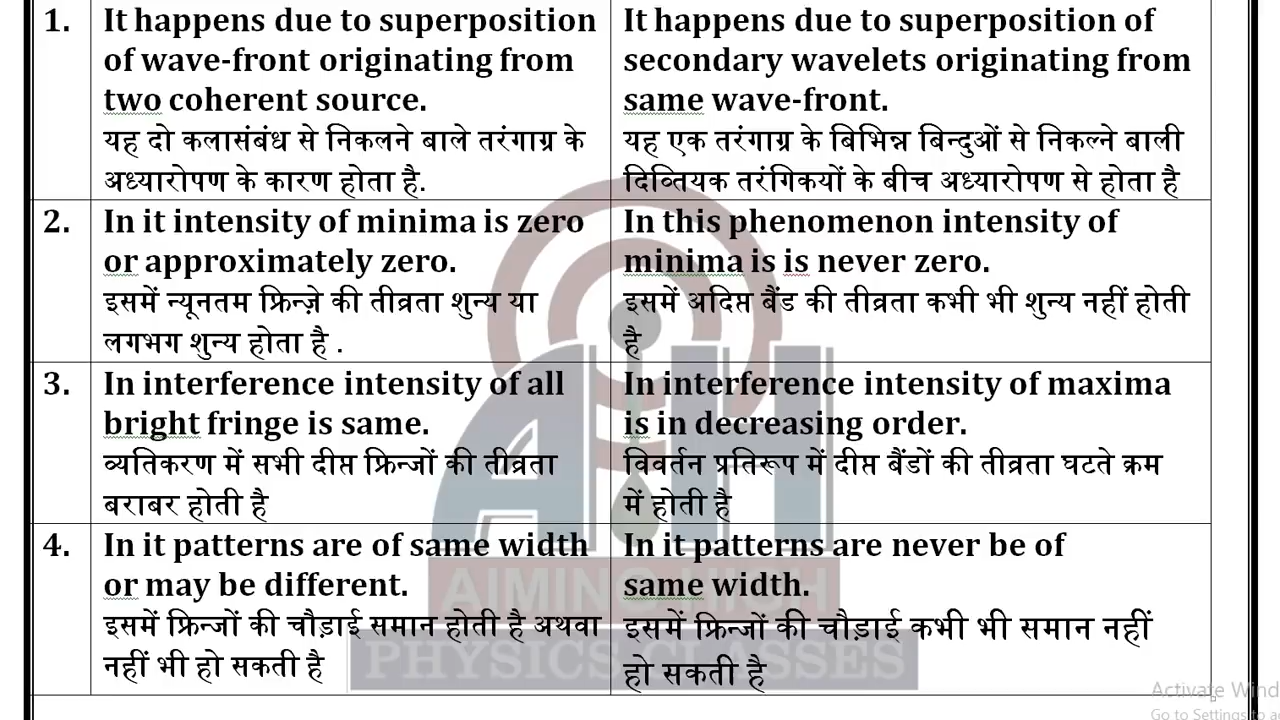 1.
It happens due to superposition
of wave-front originating from
two coherent source.
यह दो कलासंबंध से निकलने बाले तरंगाग्र के
अध्यारोपण के कारण होता है.
It happens due to superposition of
secondary wavelets originating from
same wave-front.
यह एक तरंगाग्र के बिभिन्न बिन्दुओं से निकल्ने बाली
दिव्तियक तरंगिकयों के बीच अध्यारोपण से होता है
2.
In it intensity of minima is zero
or approximately zero.
इसमें न्यूनतम फ्रिन्ज़े की तीव्रता शुन्य या
लगभग शुन्य होता है .
In this phenomenon intensity of
minima is is never zero.
इसमें अदिप्त बैंड की तीव्रता कभी भी शुन्य नहीं होती
है
3.
In interference intensity of all
bright fringe is same.
व्यतिकरण में सभी दीप्त फ्रिन्जों की तीव्रता
बराबर होती है
In interference intensity of maxima
is in decreasing order.
विवर्तन प्रतिरूप में दीप्त बैंडों की तीव्रता घटते क्रम
में होती है
4.
In it patterns are of same width
or may be different.
इसमें फ्रिन्जों की चौड़ाई समान होती है अथवा
नहीं भी हो सकती है
In it patterns are never be of
same width.
इसमें फ्रिन्जों की चौड़ाई कभी भी समान नहीं
हो सकती है
AIMING HIGH
PHYSICS CLASSES
Activate Wind
Go to Settings to a